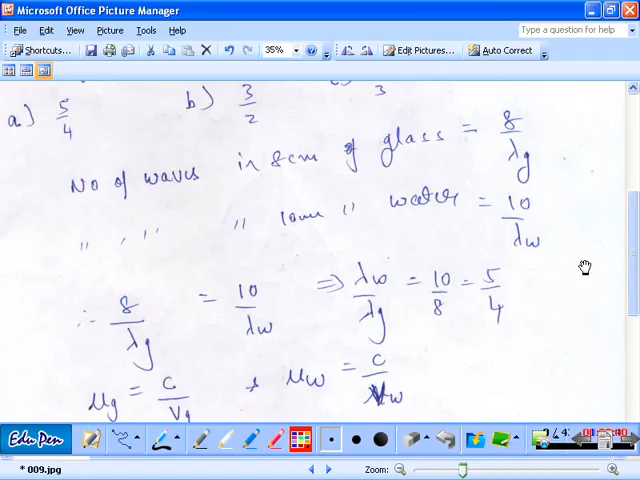 Microsoft Office Picture Manager
File Edit View Picture Tools Help
Type a question for help
Shortcuts... 35% Edit Pictures... Auto Correct
a) 5/4 b) 3/2 3
No of waves in 8cm of glass = 8/λg
" " " " 10cm " water = 10/λw
∴ 8/λg = 10/λw ⇒ λw/λg = 10/8 = 5/4
μg = c/vg & μw = c/vw
Edu Pen
*009.jpg Zoom: